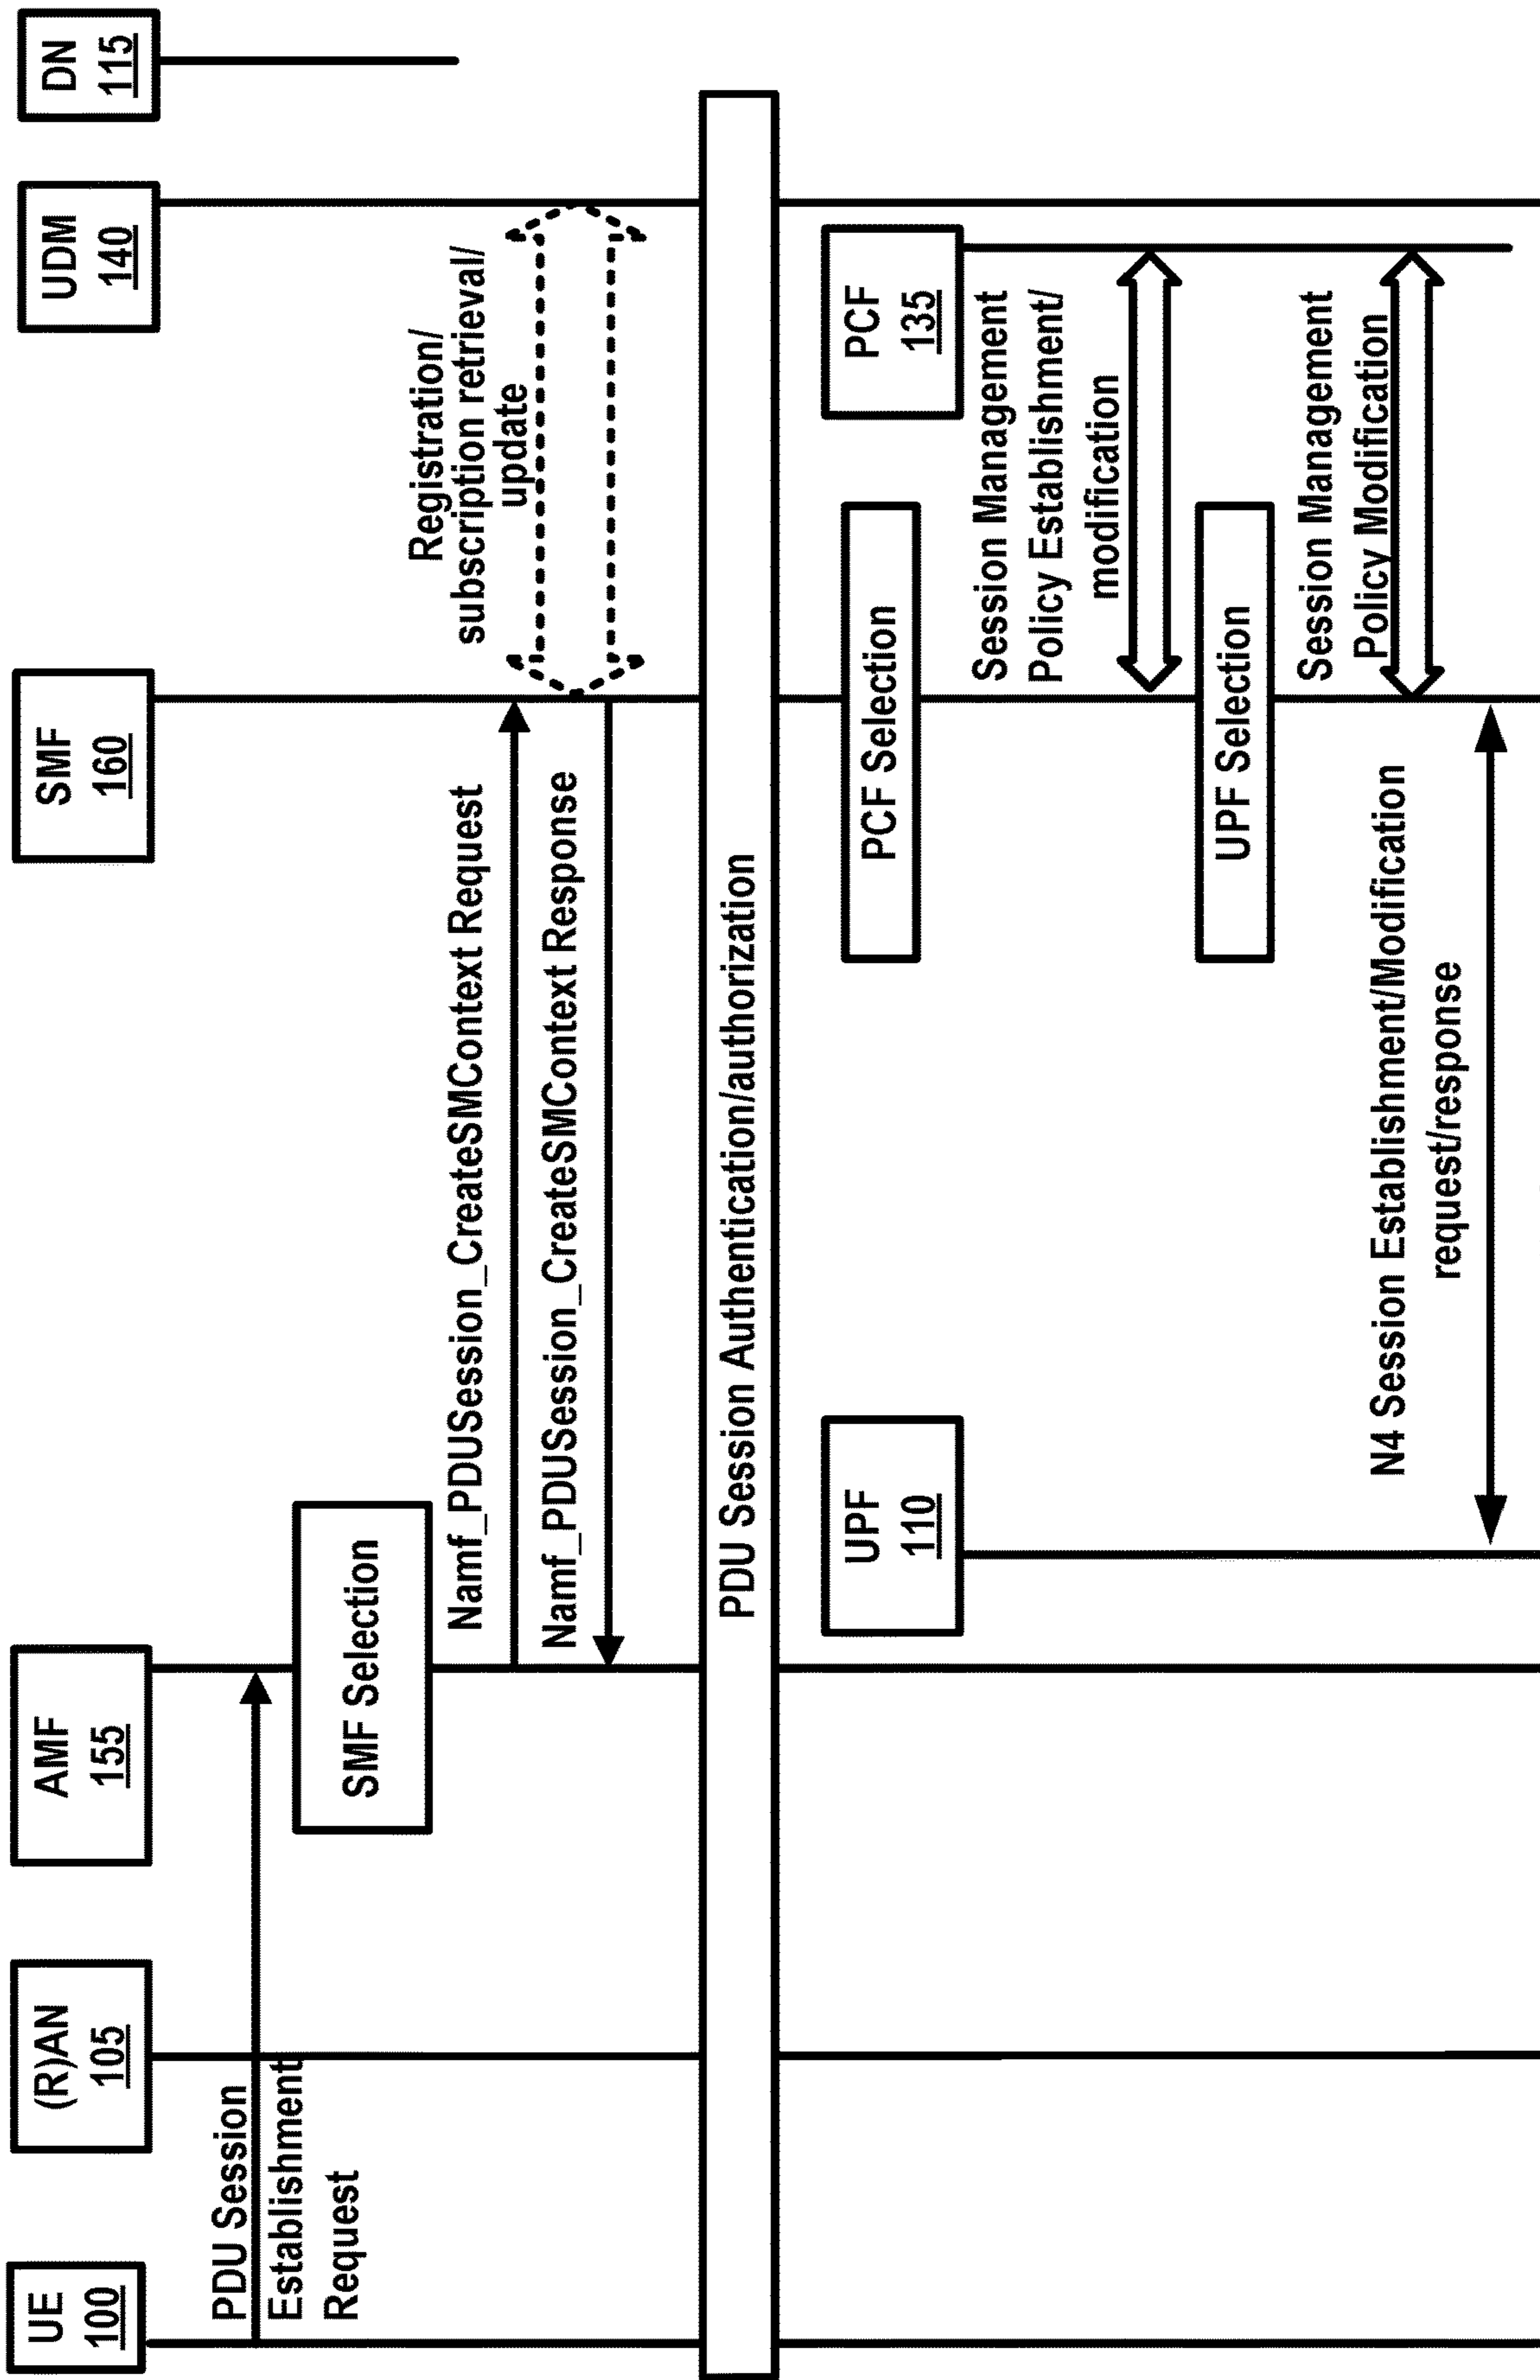 UE
100
(R)AN
105
AMF
155
SMF
160
UDM
140
DN
115
PDU Session
Establishment
Request
SMF Selection
Registration/
subscription retrieval/
update
Namf_PDUSession_CreateSMContext Request
Namf_PDUSession_CreateSMContext Response
PDU Session Authentication/authorization
UPF
110
PCF
135
PCF Selection
Session Management
Policy Establishment/
modification
UPF Selection
Session Management
Policy Modification
N4 Session Establishment/Modification
request/response